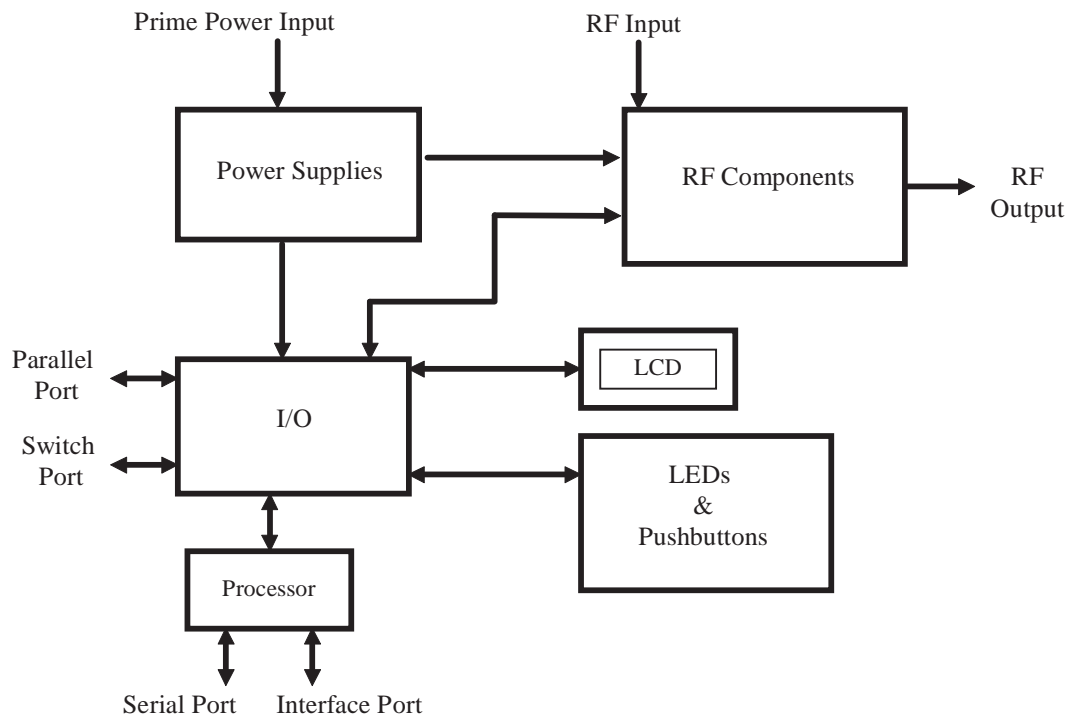 Prime Power Input
RF Input
Power Supplies
RF Components
RF
Output
Parallel
Port
LCD
I/O
Switch
Port
LEDs
&
Pushbuttons
Processor
Serial Port
Interface Port